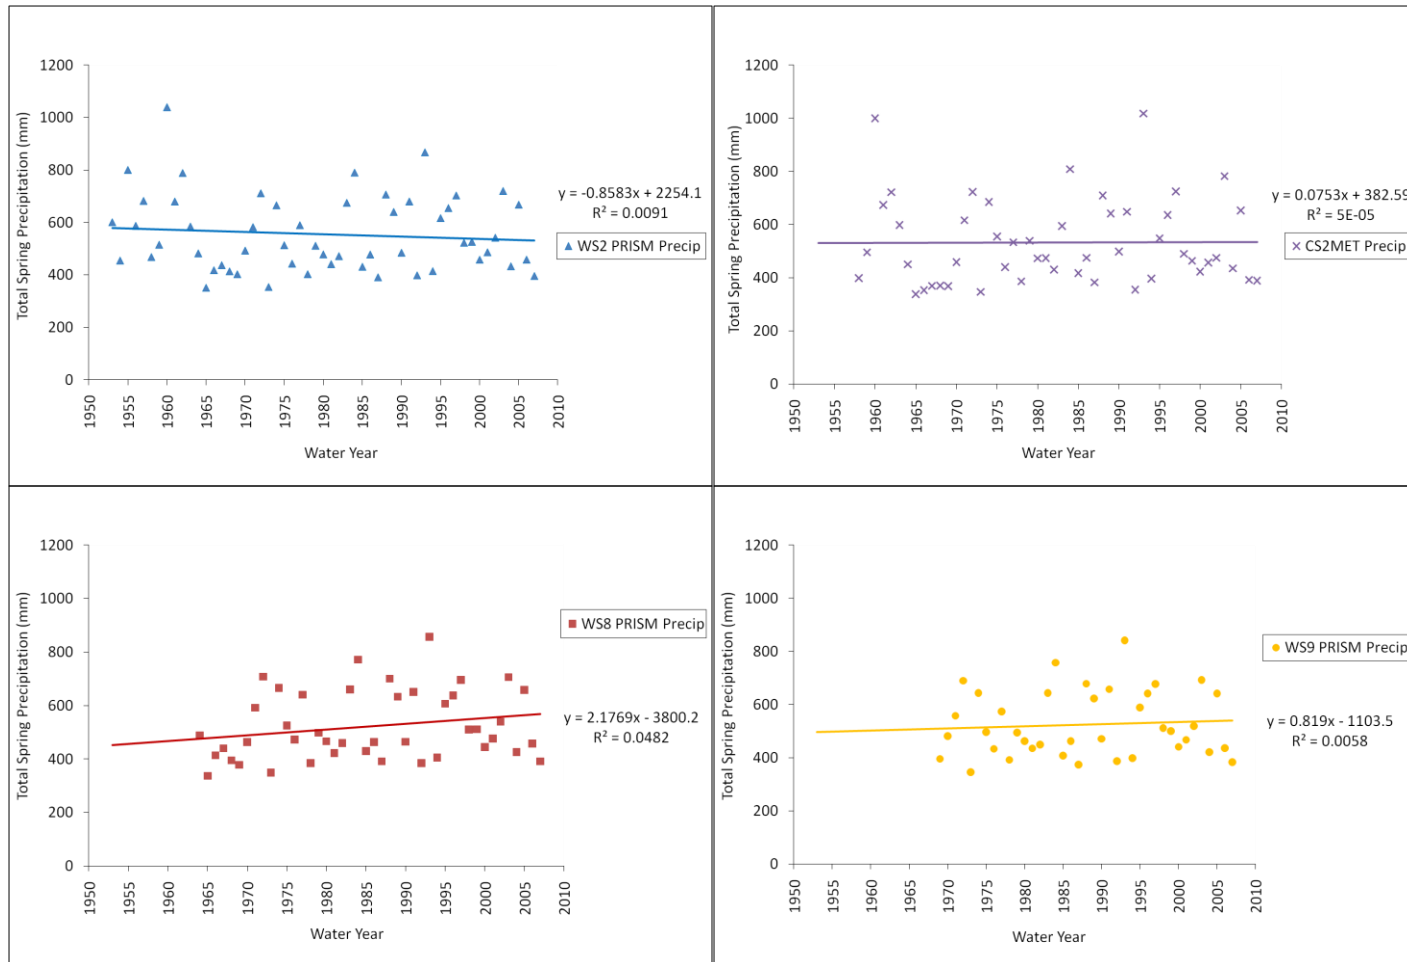 1200
1000
800
600
400
200
0
Total Spring Precipitation (mm)
y = -0.8583x + 2254.1
R² = 0.0091
WS2 PRISM Precip
1950 1955 1960 1965 1970 1975 1980 1985 1990 1995 2000 2005 2010
Water Year
1200
1000
800
600
400
200
0
Total Spring Precipitation (mm)
y = 0.0753x + 382.59
R² = 5E-05
CS2MET Precip
1950 1955 1960 1965 1970 1975 1980 1985 1990 1995 2000 2005 2010
Water Year
1200
1000
800
600
400
200
0
Total Spring Precipitation (mm)
WS8 PRISM Precip
y = 2.1769x - 3800.2
R² = 0.0482
1950 1955 1960 1965 1970 1975 1980 1985 1990 1995 2000 2005 2010
Water Year
1200
1000
800
600
400
200
0
Total Spring Precipitation (mm)
WS9 PRISM Precip
y = 0.819x - 1103.5
R² = 0.0058
1950 1955 1960 1965 1970 1975 1980 1985 1990 1995 2000 2005 2010
Water Year